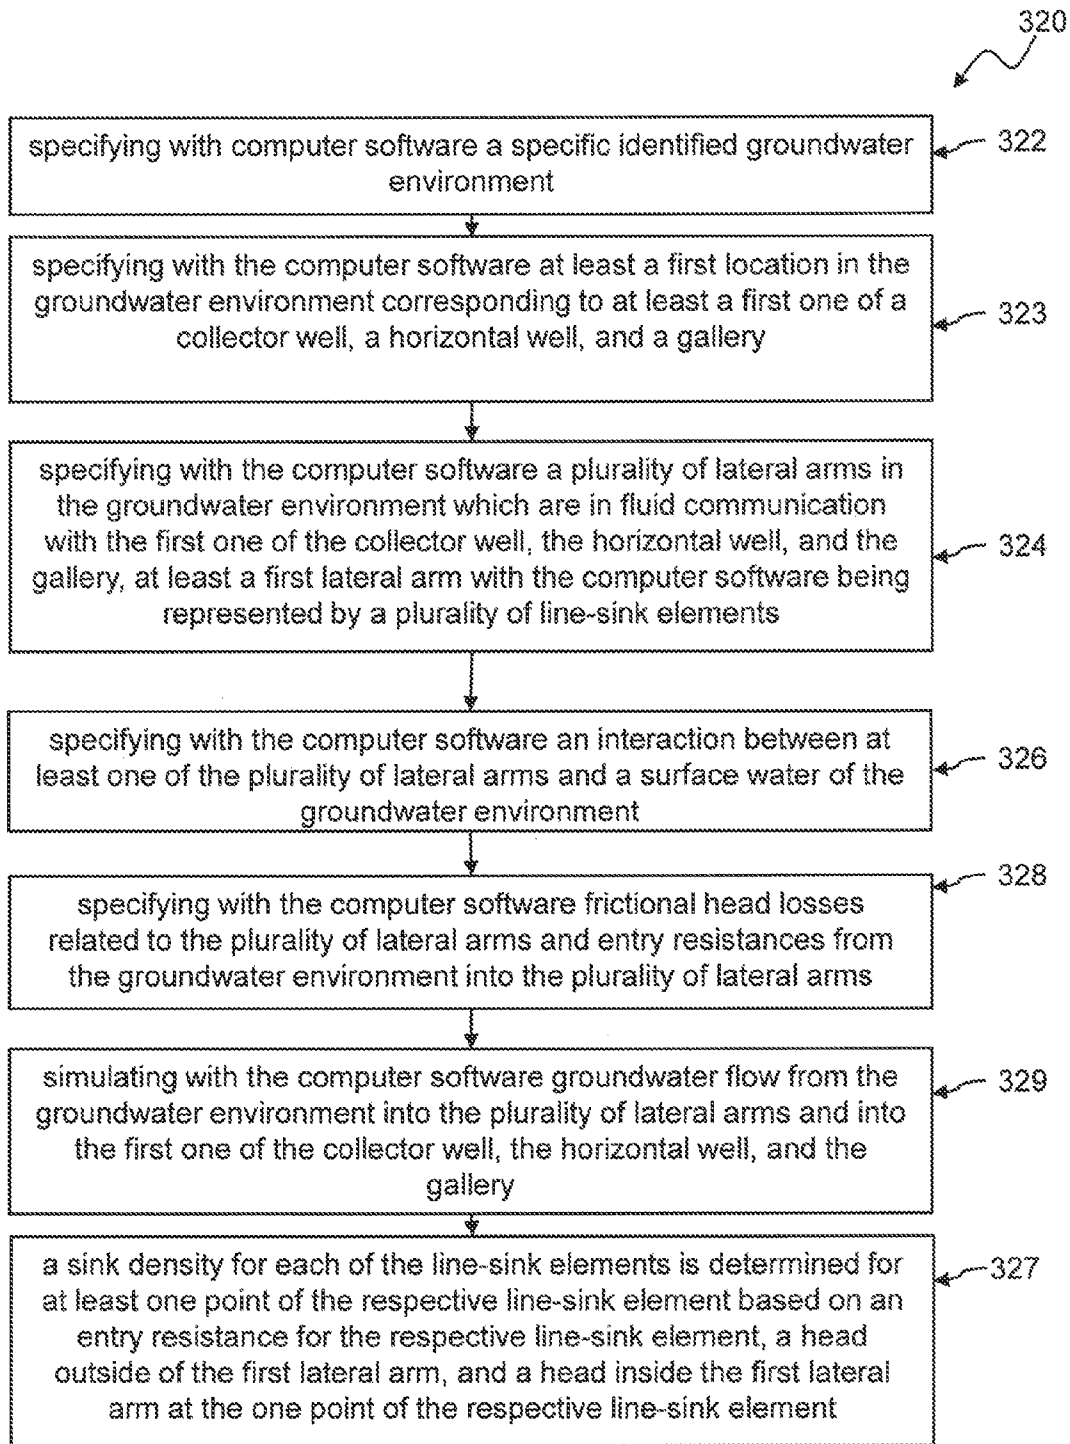 320
specifying with computer software a specific identified groundwater
environment
322
specifying with the computer software at least a first location in the
groundwater environment corresponding to at least a first one of a
collector well, a horizontal well, and a gallery
323
specifying with the computer software a plurality of lateral arms in
the groundwater environment which are in fluid communication
with the first one of the collector well, the horizontal well, and the
gallery, at least a first lateral arm with the computer software being
represented by a plurality of line-sink elements
324
specifying with the computer software an interaction between at
least one of the plurality of lateral arms and a surface water of the
groundwater environment
326
specifying with the computer software frictional head losses
related to the plurality of lateral arms and entry resistances from
the groundwater environment into the plurality of lateral arms
328
simulating with the computer software groundwater flow from the
groundwater environment into the plurality of lateral arms and into
the first one of the collector well, the horizontal well, and the
gallery
329
a sink density for each of the line-sink elements is determined for
at least one point of the respective line-sink element based on an
entry resistance for the respective line-sink element, a head
outside of the first lateral arm, and a head inside the first lateral
arm at the one point of the respective line-sink element
327